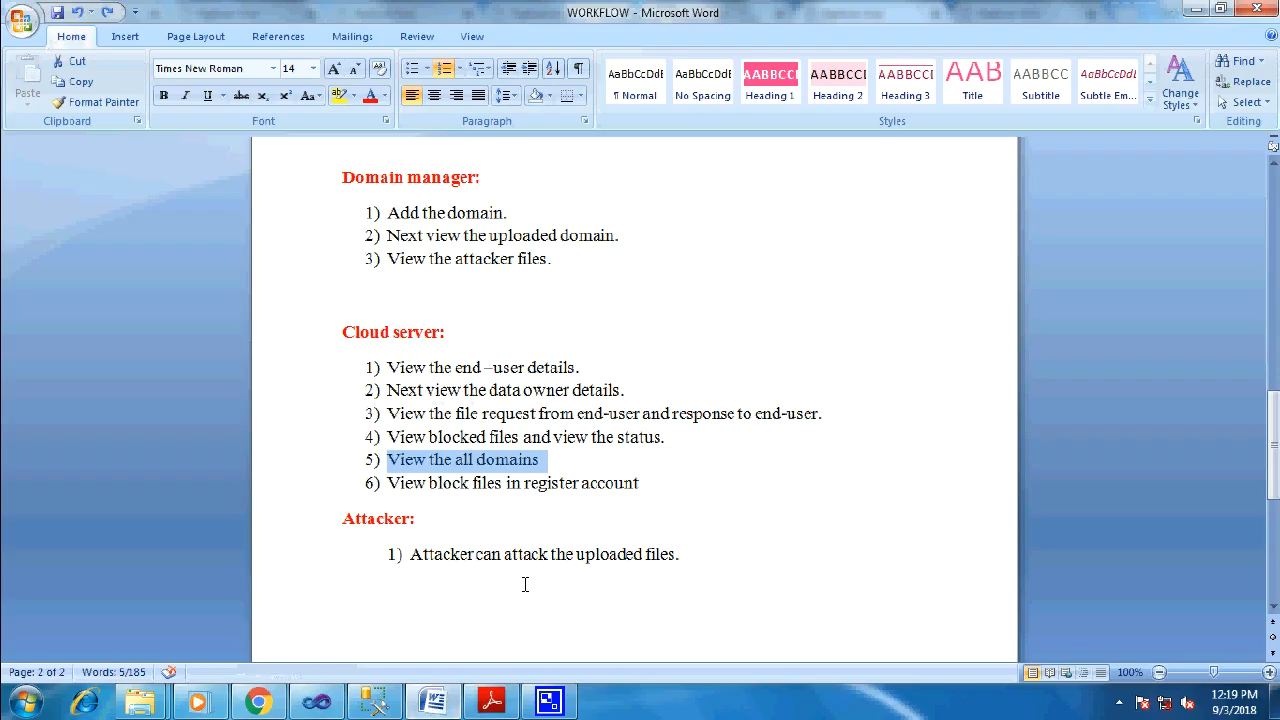 WORKFLOW - Microsoft Word
Home Insert Page Layout References Mailings Review View
Paste
Cut
Copy
Format Painter
Clipboard
Times New Roman 14
Font
Paragraph
AaBbCcDdI AaBbCcDdI AABBCCI AABBCCI AABBCCI AAB AABBCC AaBbCcDdI
¶ Normal No Spacing Heading 1 Heading 2 Heading 3 Title Subtitle Subtle Em...
Change Styles
Styles
Find
Replace
Select
Editing
Domain manager:
1) Add the domain.
2) Next view the uploaded domain.
3) View the attacker files.
Cloud server:
1) View the end –user details.
2) Next view the data owner details.
3) View the file request from end-user and response to end-user.
4) View blocked files and view the status.
5) View the all domains
6) View block files in register account
Attacker:
1) Attacker can attack the uploaded files.
Page: 2 of 2 Words: 5/185 100%
12:19 PM
9/3/2018